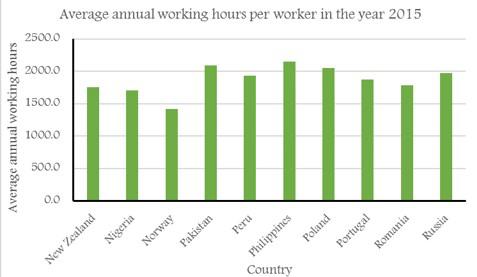 Average annual working hours per worker in the year 2015
Average annual working hours
2500.0
2000.0
1500.0
1000.0
500.0
0.0
New Zealand
Nigeria
Norway
Pakistan
Peru
Philippines
Poland
Portugal
Romania
Russia
Country